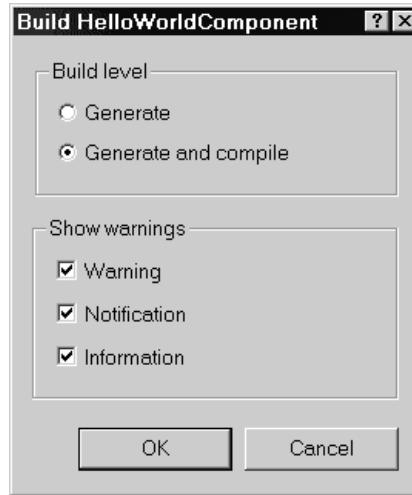 Build HelloWorldComponent ? X
Build level
Generate
Generate and compile
Show warnings
Warning
Notification
Information
OK Cancel